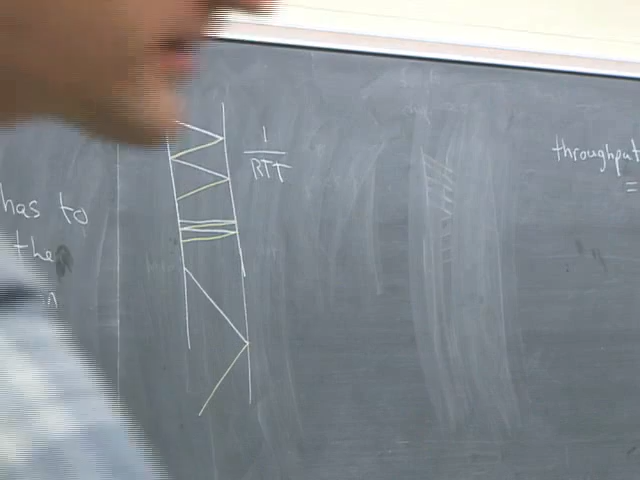 has to
the
n
1
RTT
throughput
=